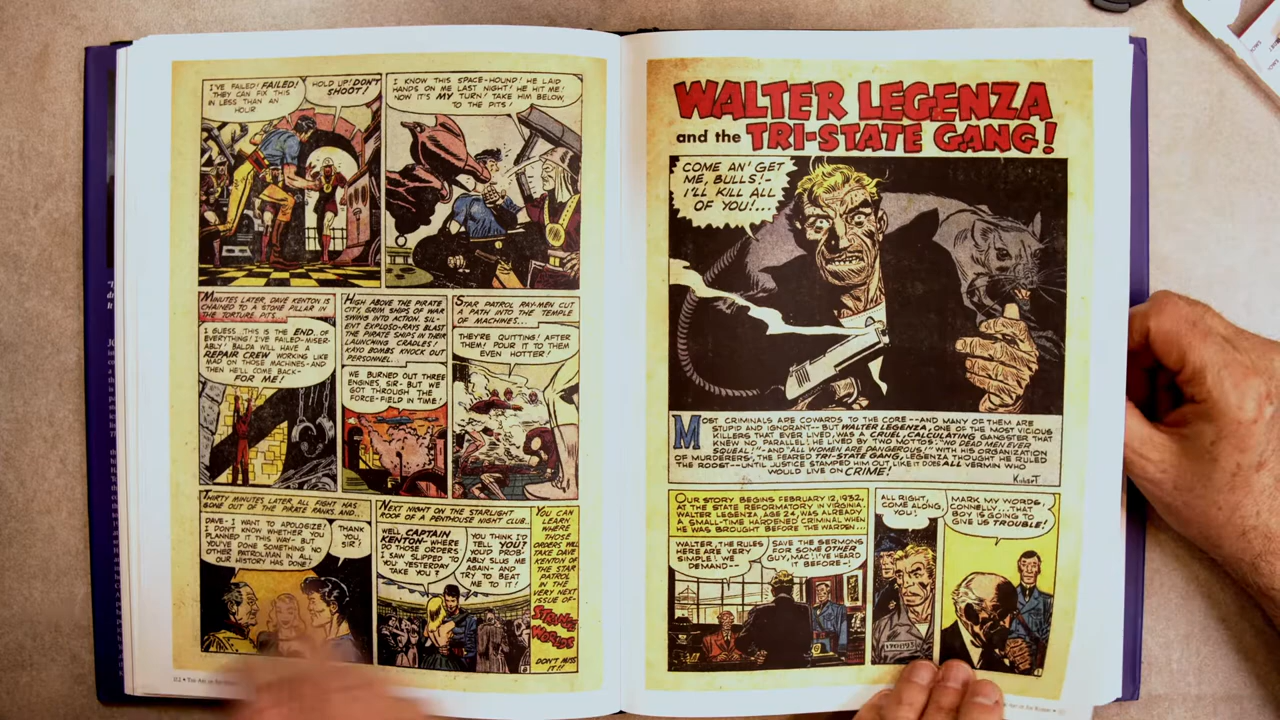 I'VE FAILED! FAILED!
THEY CAN FIX THIS
IN LESS THAN AN
HOUR
HOLD UP! DON'T
SHOOT!
I KNOW THIS SPACE-HOUND! HE LAID
HANDS ON ME LAST NIGHT! HE HIT ME!
NOW IT'S MY TURN! TAKE HIM BELOW,
TO THE PITS!
MINUTES LATER, DAVE KENTON IS
CHAINED TO A STONE PILLAR IN
THE TORTURE PITS...
I GUESS THIS IS THE END.. OF
EVERYTHING! I'VE FAILED-MISER-
ABLY! BALDA WILL HAVE A
REPAIR CREW WORKING LIKE
MAD ON THOSE MACHINES-AND
THEN HE'LL COME BACK-
FOR ME!
HIGH ABOVE THE PIRATE
CITY, GRIM SHIPS OF WAR
SWING INTO ACTION. SIL-
ENT EXPLOSO-RAYS BLAST
THE PIRATE SHIPS IN THEIR
LAUNCHING CRADLES!
KAYO BOMBS KNOCK OUT
PERSONNEL...
WE BURNED OUT THREE
ENGINES, SIR- BUT WE
GOT THROUGH THE
FORCE-FIELD IN TIME!
STAR PATROL RAY-MEN CUT
A PATH INTO THE TEMPLE
OF MACHINES...
THEY'RE QUITTING! AFTER
THEM! POUR IT TO THEM
EVEN HOTTER!
THIRTY MINUTES LATER, ALL FIGHT HAS
GONE OUT OF THE PIRATE RANKS...AND...
DAVE- I WANT TO APOLOGIZE!
I DON'T KNOW WHETHER YOU
PLANNED IT THIS WAY- BUT
YOU'VE DONE SOMETHING NO
OTHER PATROLMAN IN ALL
OUR HISTORY HAS DONE!
THANK
YOU,
SIR!
NEXT NIGHT ON THE STARLIGHT
ROOF OF A PENTHOUSE NIGHT CLUB...
WELL, CAPTAIN
KENTON- WHERE
DO THOSE ORDERS
I SAW SLIPPED TO
YOU YESTERDAY
TAKE YOU?
YOU THINK I'D
TELL YOU?
YOU'D PROB-
ABLY SLUG ME
AGAIN- AND
TRY TO BEAT
ME TO IT!
YOU CAN
LEARN
WHERE
THOSE
ORDERS
WILL TAKE
DAVE
KENTON OF
THE STAR
PATROL
IN THE
VERY NEXT
ISSUE OF-
STRANGE
WORLDS
DON'T MISS
IT!!
8
WALTER LEGENZA
and the TRI-STATE GANG!
COME AN' GET
ME, BULLS!-
I'LL KILL ALL
OF YOU!...
MOST CRIMINALS ARE COWARDS TO THE CORE--AND MANY OF THEM ARE
STUPID AND IGNORANT--BUT WALTER LEGENZA, ONE OF THE MOST VICIOUS
KILLERS THAT EVER LIVED, WAS A CRUEL, CALCULATING GANGSTER THAT
KNEW NO PARALLEL! HE LIVED BY TWO MOTTOS: "NO DEAD MEN EVER
SQUEAL!"-AND "ALL WOMEN ARE DANGEROUS!" WITH HIS ORGANIZATION
OF MURDERERS, THE FEARED TRI-STATE GANG, LEGENZA THOUGHT HE RULED
THE ROOST--UNTIL JUSTICE STAMPED HIM OUT, LIKE IT DOES ALL VERMIN WHO
WOULD LIVE ON CRIME!
Kubert
OUR STORY BEGINS FEBRUARY 12, 1932,
AT THE STATE REFORMATORY IN VIRGINIA.
WALTER LEGENZA, AGE 24, WAS ALREADY
A SMALL-TIME HARDENED CRIMINAL WHEN
HE WAS BROUGHT BEFORE THE WARDEN...
WALTER, THE RULES
HERE ARE VERY
SIMPLE! WE
DEMAND--
SAVE THE SERMONS
FOR SOME OTHER
GUY, MAC! I'VE HEARD
IT BEFORE-!
ALL RIGHT,
COME ALONG,
YOU!
MARK MY WORDS,
CONNELLY...THAT
BOY IS GOING TO
GIVE US TROUBLE!